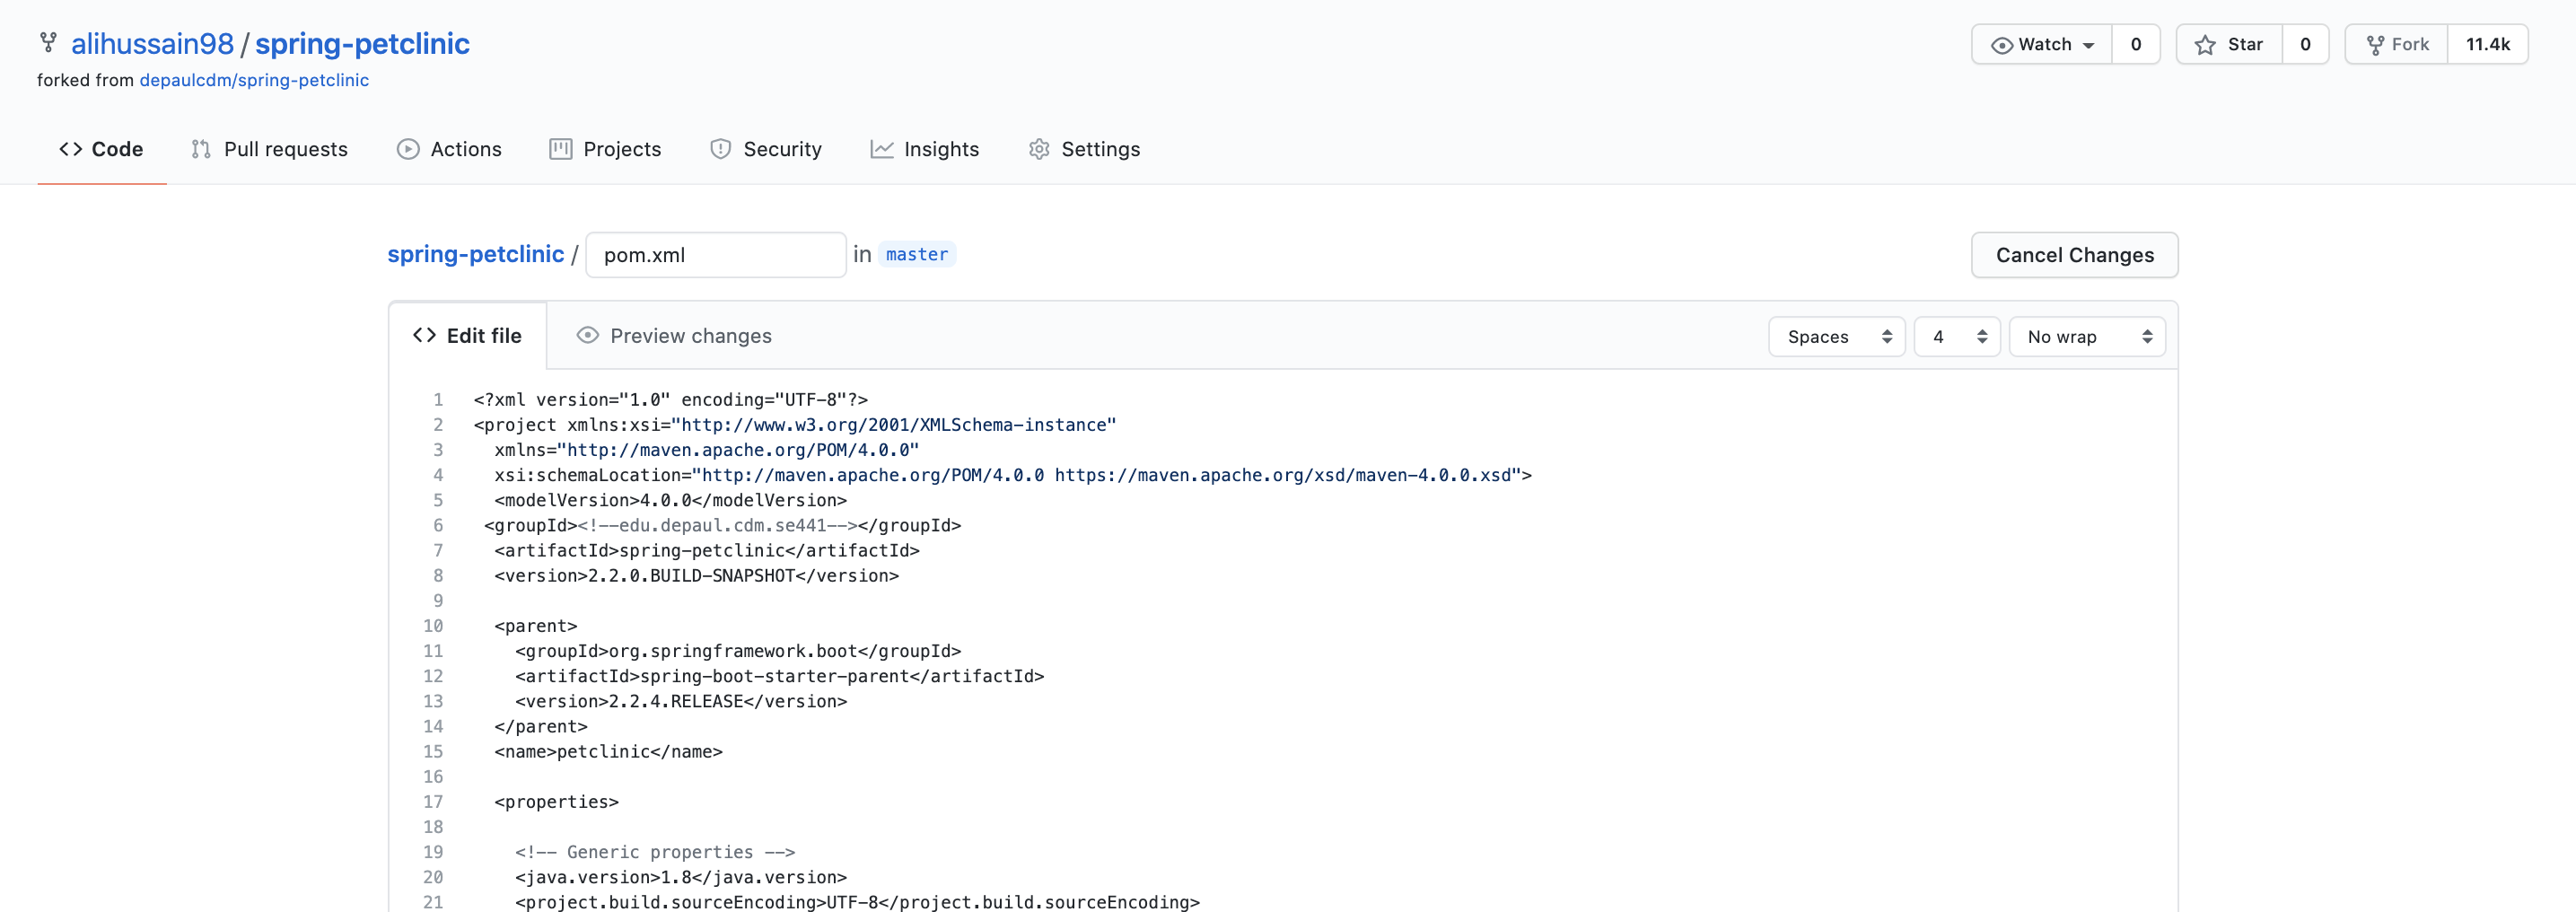 alihussain98 / spring-petclinic
Watch 0 Star 0 Fork 11.4k
forked from depaulcdm/spring-petclinic
Code Pull requests Actions Projects Security Insights Settings
spring-petclinic / pom.xml in master Cancel Changes
Edit file Preview changes Spaces 4 No wrap
1 <?xml version="1.0" encoding="UTF-8"?>
2 <project xmlns:xsi="http://www.w3.org/2001/XMLSchema-instance"
3 xmlns="http://maven.apache.org/POM/4.0.0"
4 xsi:schemaLocation="http://maven.apache.org/POM/4.0.0 https://maven.apache.org/xsd/maven-4.0.0.xsd">
5 <modelVersion>4.0.0</modelVersion>
6 <groupId><!--edu.depaul.cdm.se441--></groupId>
7 <artifactId>spring-petclinic</artifactId>
8 <version>2.2.0.BUILD-SNAPSHOT</version>
9
10 <parent>
11 <groupId>org.springframework.boot</groupId>
12 <artifactId>spring-boot-starter-parent</artifactId>
13 <version>2.2.4.RELEASE</version>
14 </parent>
15 <name>petclinic</name>
16
17 <properties>
18
19 <!-- Generic properties -->
20 <java.version>1.8</java.version>
21 <project.build.sourceEncoding>UTF-8</project.build.sourceEncoding>